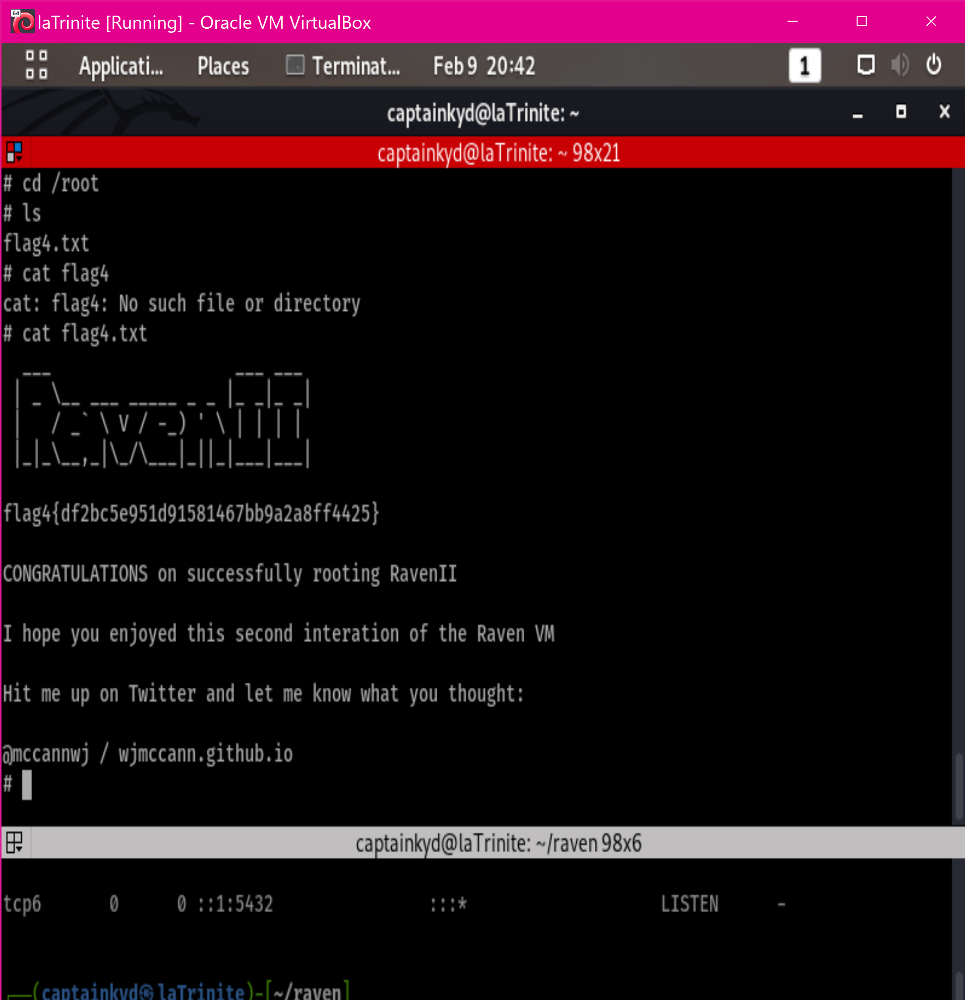 64
laTrinite [Running] - Oracle VM VirtualBox
Applicati... Places Terminat... Feb 9 20:42 1
captainkyd@laTrinite: ~
captainkyd@laTrinite: ~ 98x21
# cd /root
# ls
flag4.txt
# cat flag4
cat: flag4: No such file or directory
# cat flag4.txt
  ___                   ___ ___
 | _ \__ ___ _____ _ _ |_ _|_ _|
 |   / _` \ V / -_) ' \ | | | |
 |_|_\__,_|\_/\___|_||_|___|___|
flag4{df2bc5e951d91581467bb9a2a8ff4425}
CONGRATULATIONS on successfully rooting RavenII
I hope you enjoyed this second interation of the Raven VM
Hit me up on Twitter and let me know what you thought:
@mccannwj / wjmccann.github.io
#
captainkyd@laTrinite: ~/raven 98x6
tcp6       0      0 ::1:5432                :::*                    LISTEN      -
┌──(captainkyd㉿laTrinite)-[~/raven]